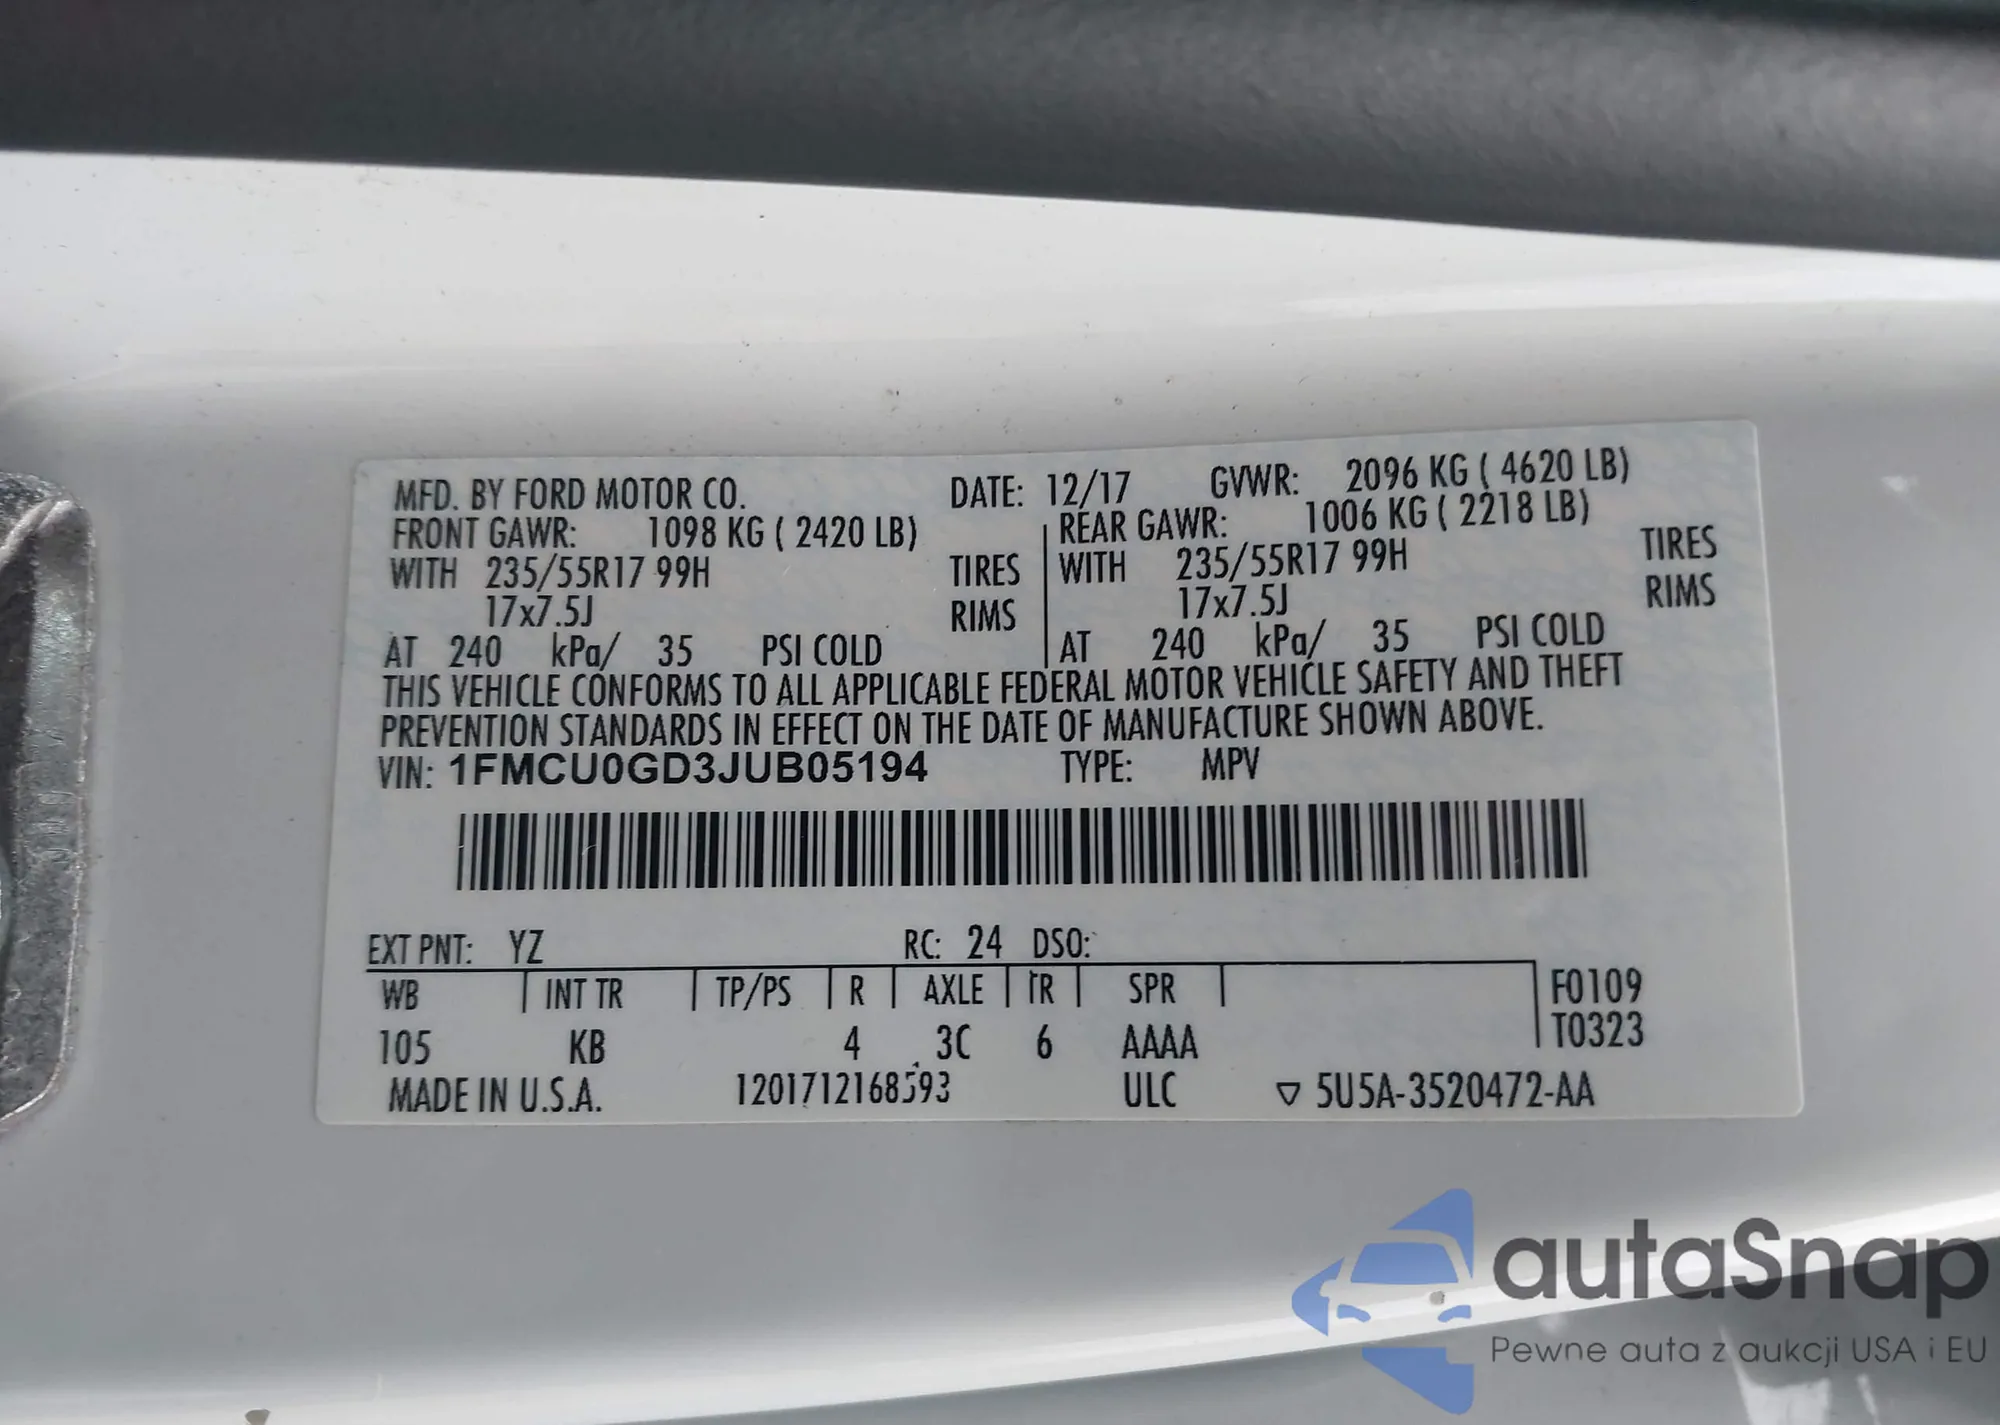 MFD. BY FORD MOTOR CO. DATE: 12/17 GVWR: 2096 KG ( 4620 LB)
FRONT GAWR: 1098 KG ( 2420 LB) REAR GAWR: 1006 KG ( 2218 LB)
WITH 235/55R17 99H TIRES WITH 235/55R17 99H TIRES
17x7.5J RIMS 17x7.5J RIMS
AT 240 kPa/ 35 PSI COLD AT 240 kPa/ 35 PSI COLD
THIS VEHICLE CONFORMS TO ALL APPLICABLE FEDERAL MOTOR VEHICLE SAFETY AND THEFT
PREVENTION STANDARDS IN EFFECT ON THE DATE OF MANUFACTURE SHOWN ABOVE.
VIN: 1FMCU0GD3JUB05194 TYPE: MPV
EXT PNT: YZ RC: 24 DSO:
WB INT TR TP/PS R AXLE TR SPR F0109
105 KB 4 3C 6 AAAA T0323
MADE IN U.S.A. 1201712168593 ULC ▽ 5U5A-3520472-AA
autaSnap
Pewne auta z aukcji USA i EU